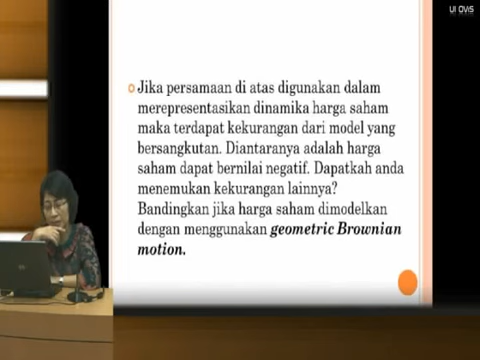 UI OVIS
Jika persamaan di atas digunakan dalam
merepresentasikan dinamika harga saham
maka terdapat kekurangan dari model yang
bersangkutan. Diantaranya adalah harga
saham dapat bernilai negatif. Dapatkah anda
menemukan kekurangan lainnya?
Bandingkan jika harga saham dimodelkan
dengan menggunakan geometric Brownian
motion.